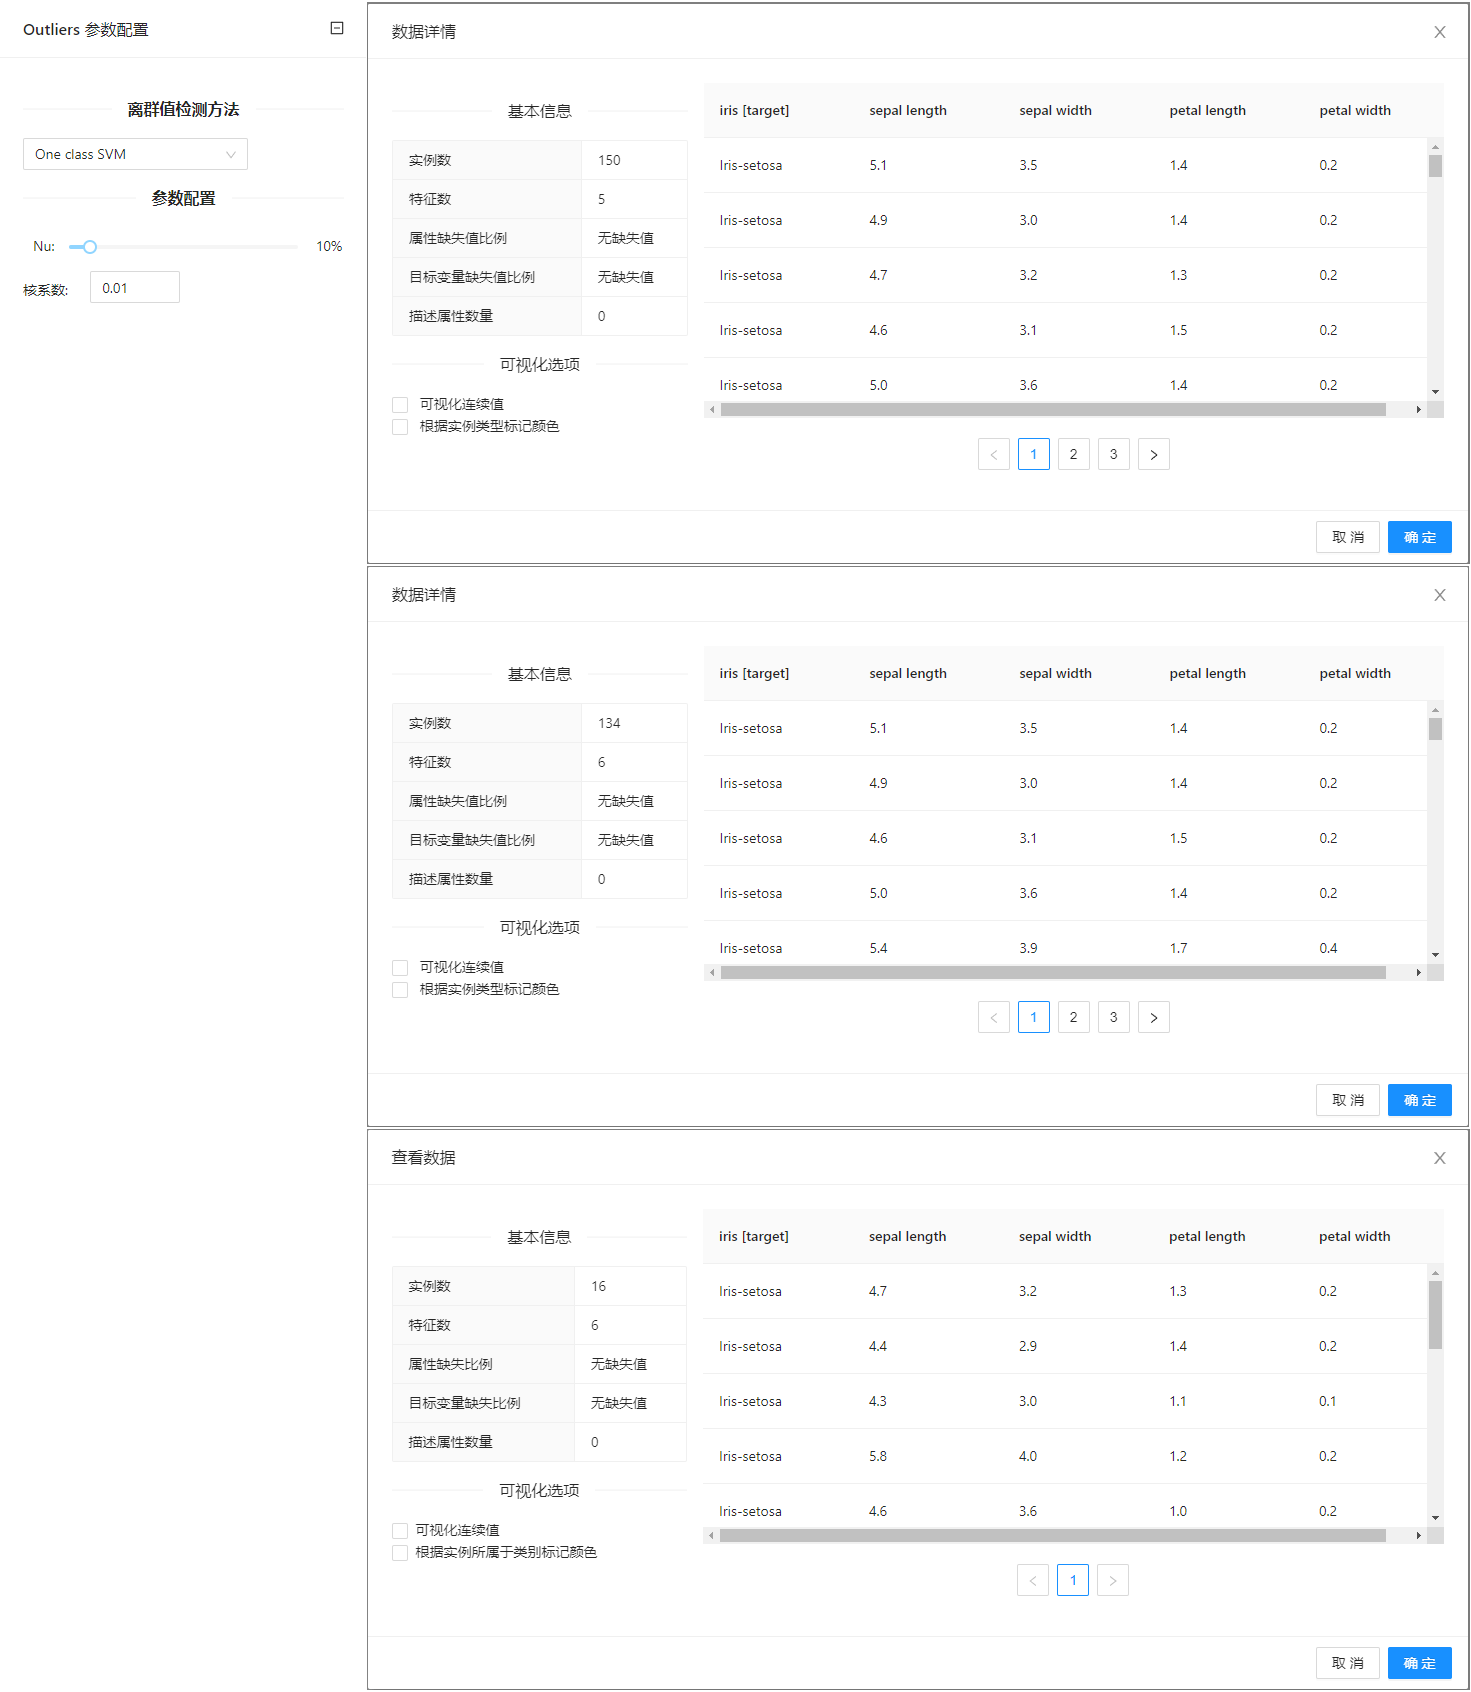 Outliers 参数配置
离群值检测方法
One class SVM
参数配置
Nu: 10%
核系数: 0.01
数据详情
基本信息
实例数 150
特征数 5
属性缺失值比例 无缺失值
目标变量缺失值比例 无缺失值
描述属性数量 0
可视化选项
可视化连续值
根据实例类型标记颜色
iris [target] sepal length sepal width petal length petal width
Iris-setosa 5.1 3.5 1.4 0.2
Iris-setosa 4.9 3.0 1.4 0.2
Iris-setosa 4.7 3.2 1.3 0.2
Iris-setosa 4.6 3.1 1.5 0.2
Iris-setosa 5.0 3.6 1.4 0.2
< 1 2 3 >
取 消 确 定
数据详情
基本信息
实例数 134
特征数 6
属性缺失值比例 无缺失值
目标变量缺失值比例 无缺失值
描述属性数量 0
可视化选项
可视化连续值
根据实例类型标记颜色
iris [target] sepal length sepal width petal length petal width
Iris-setosa 5.1 3.5 1.4 0.2
Iris-setosa 4.9 3.0 1.4 0.2
Iris-setosa 4.6 3.1 1.5 0.2
Iris-setosa 5.0 3.6 1.4 0.2
Iris-setosa 5.4 3.9 1.7 0.4
< 1 2 3 >
取 消 确 定
查看数据
基本信息
实例数 16
特征数 6
属性缺失比例 无缺失值
目标变量缺失比例 无缺失值
描述属性数量 0
可视化选项
可视化连续值
根据实例所属于类别标记颜色
iris [target] sepal length sepal width petal length petal width
Iris-setosa 4.7 3.2 1.3 0.2
Iris-setosa 4.4 2.9 1.4 0.2
Iris-setosa 4.3 3.0 1.1 0.1
Iris-setosa 5.8 4.0 1.2 0.2
Iris-setosa 4.6 3.6 1.0 0.2
< 1 >
取 消 确 定